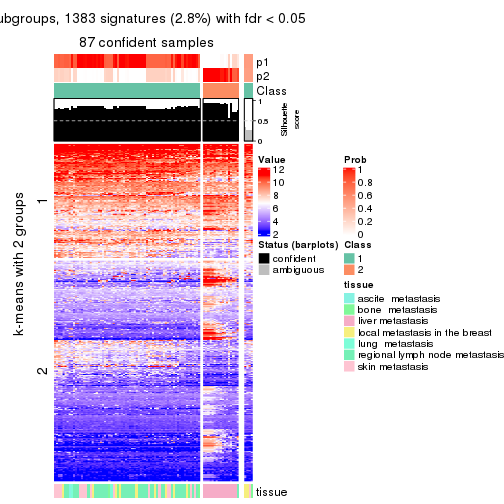 ubgroups, 1383 signatures (2.8%) with fdr < 0.05
87 confident samples
p1
p2
Class
1
0.5
0
Silhouette
score
k-means with 2 groups
1
2
Value
12
10
8
6
4
2
Prob
1
0.8
0.6
0.4
0.2
0
Status (barplots)
confident
ambiguous
Class
1
2
tissue
ascite metastasis
bone metastasis
liver metastasis
local metastasis in the breast
lung metastasis
regional lymph node metastasis
skin metastasis
tissue